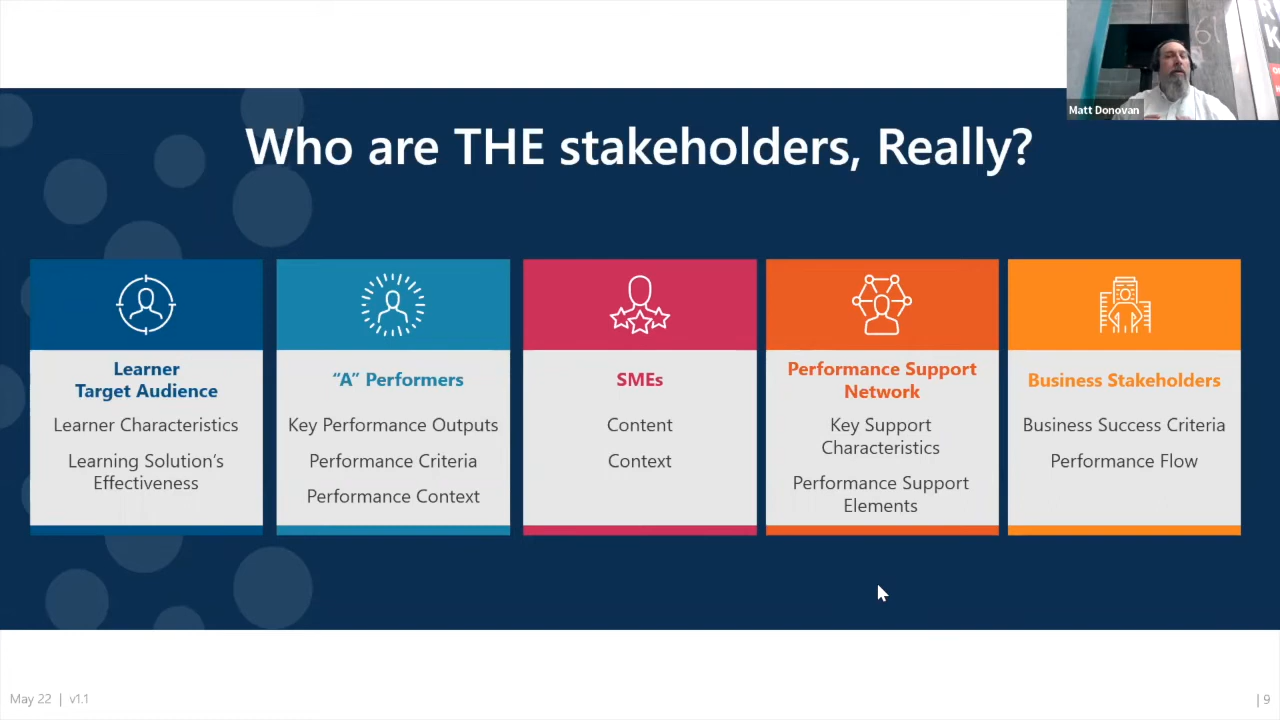 Matt Donovan
Who are THE stakeholders, Really?
Learner
Target Audience
Learner Characteristics
Learning Solution's
Effectiveness
“A” Performers
Key Performance Outputs
Performance Criteria
Performance Context
SMEs
Content
Context
Performance Support
Network
Key Support
Characteristics
Performance Support
Elements
Business Stakeholders
Business Success Criteria
Performance Flow
May 22 | v1.1
| 9